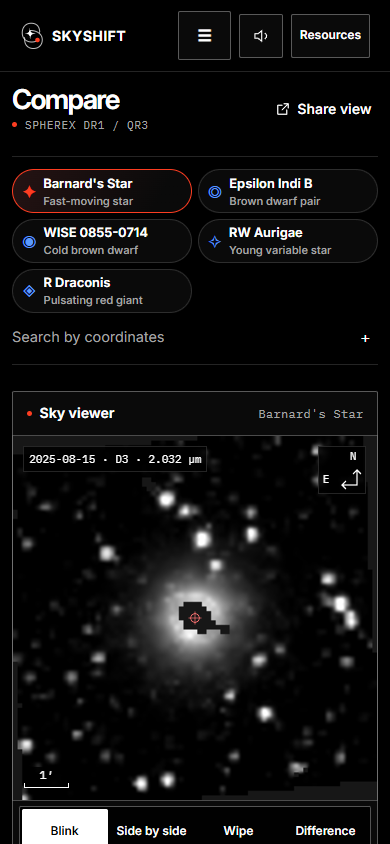 SKYSHIFT
Resources
Compare
SPHEREX DR1 / QR3
Share view
Barnard's Star
Fast-moving star
Epsilon Indi B
Brown dwarf pair
WISE 0855-0714
Cold brown dwarf
RW Aurigae
Young variable star
R Draconis
Pulsating red giant
Search by coordinates
+
Sky viewer
Barnard's Star
2025-08-15 · D3 · 2.032 µm
N
E
1′
Blink
Side by side
Wipe
Difference